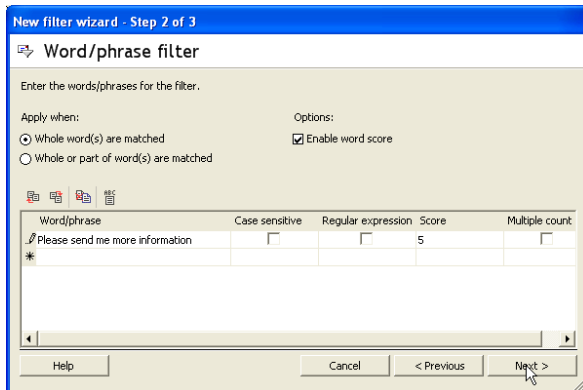 New filter wizard - Step 2 of 3
Word/phrase filter
Enter the words/phrases for the filter.
Apply when: Options:
Whole word(s) are matched Enable word score
Whole or part of word(s) are matched
ABC
Word/phrase Case sensitive Regular expression Score Multiple count
Please send me more information 5
Help Cancel < Previous Next >